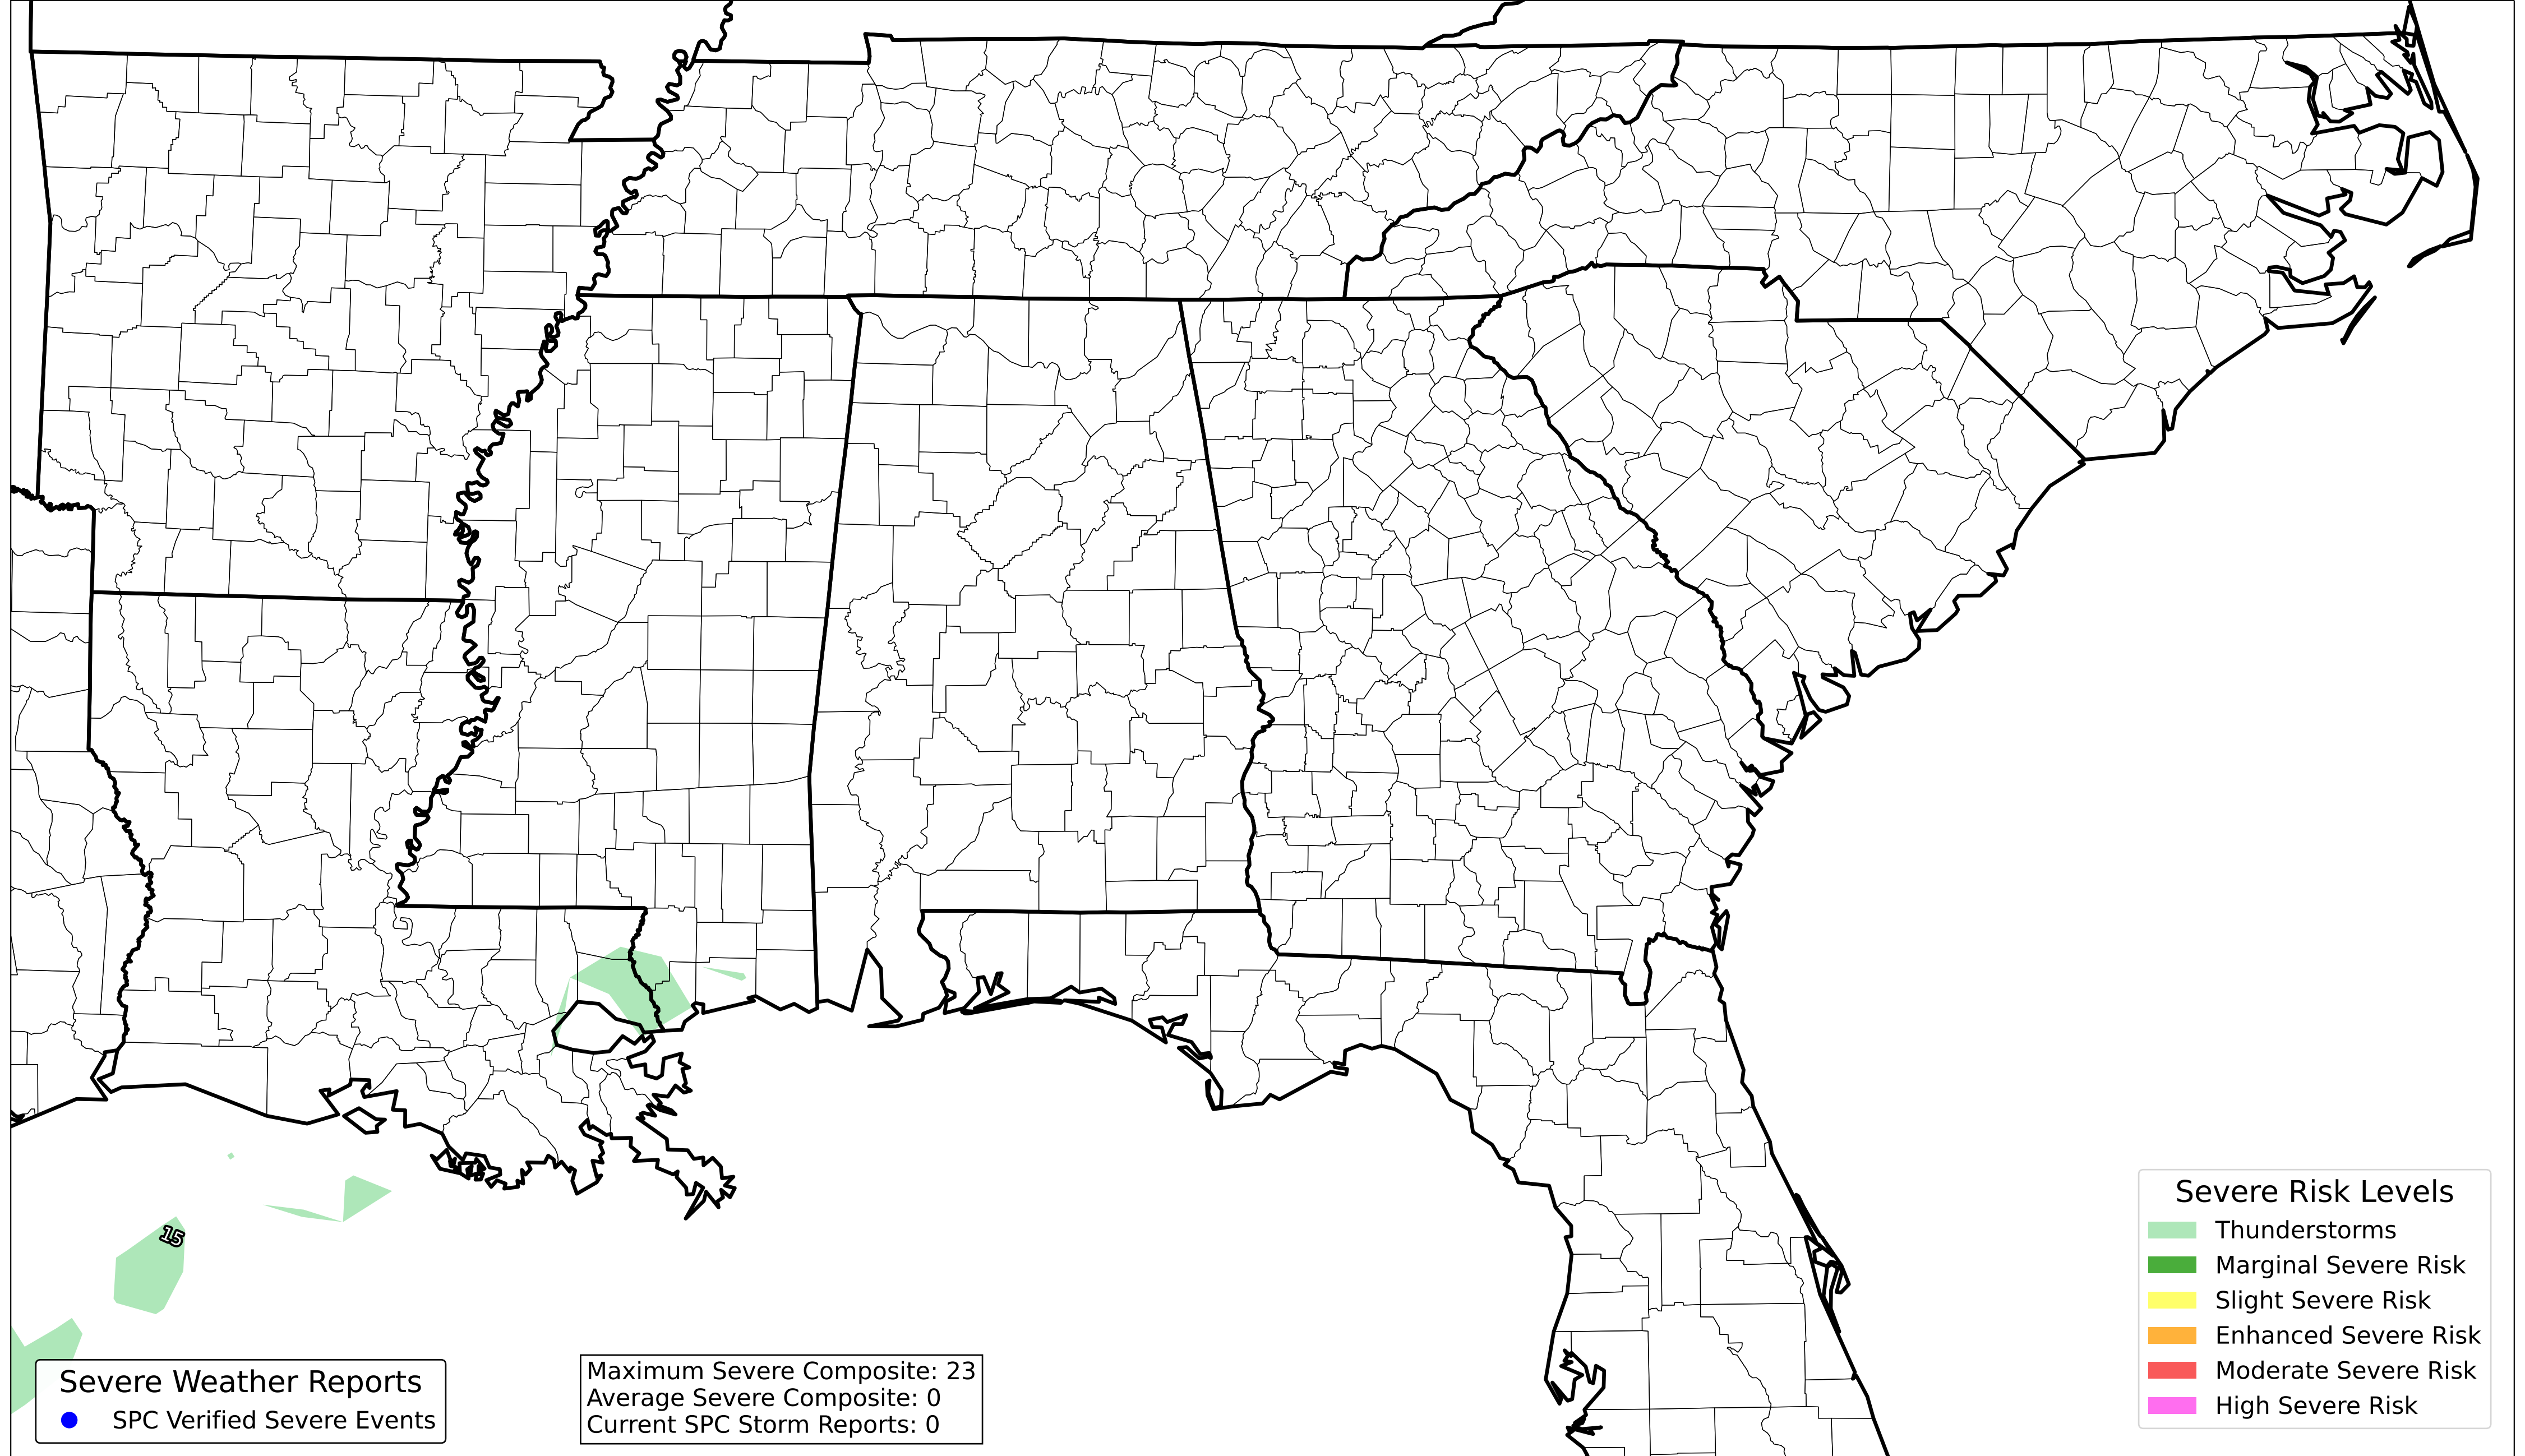 15
Severe Weather Reports
SPC Verified Severe Events
Maximum Severe Composite: 23
Average Severe Composite: 0
Current SPC Storm Reports: 0
Severe Risk Levels
Thunderstorms
Marginal Severe Risk
Slight Severe Risk
Enhanced Severe Risk
Moderate Severe Risk
High Severe Risk